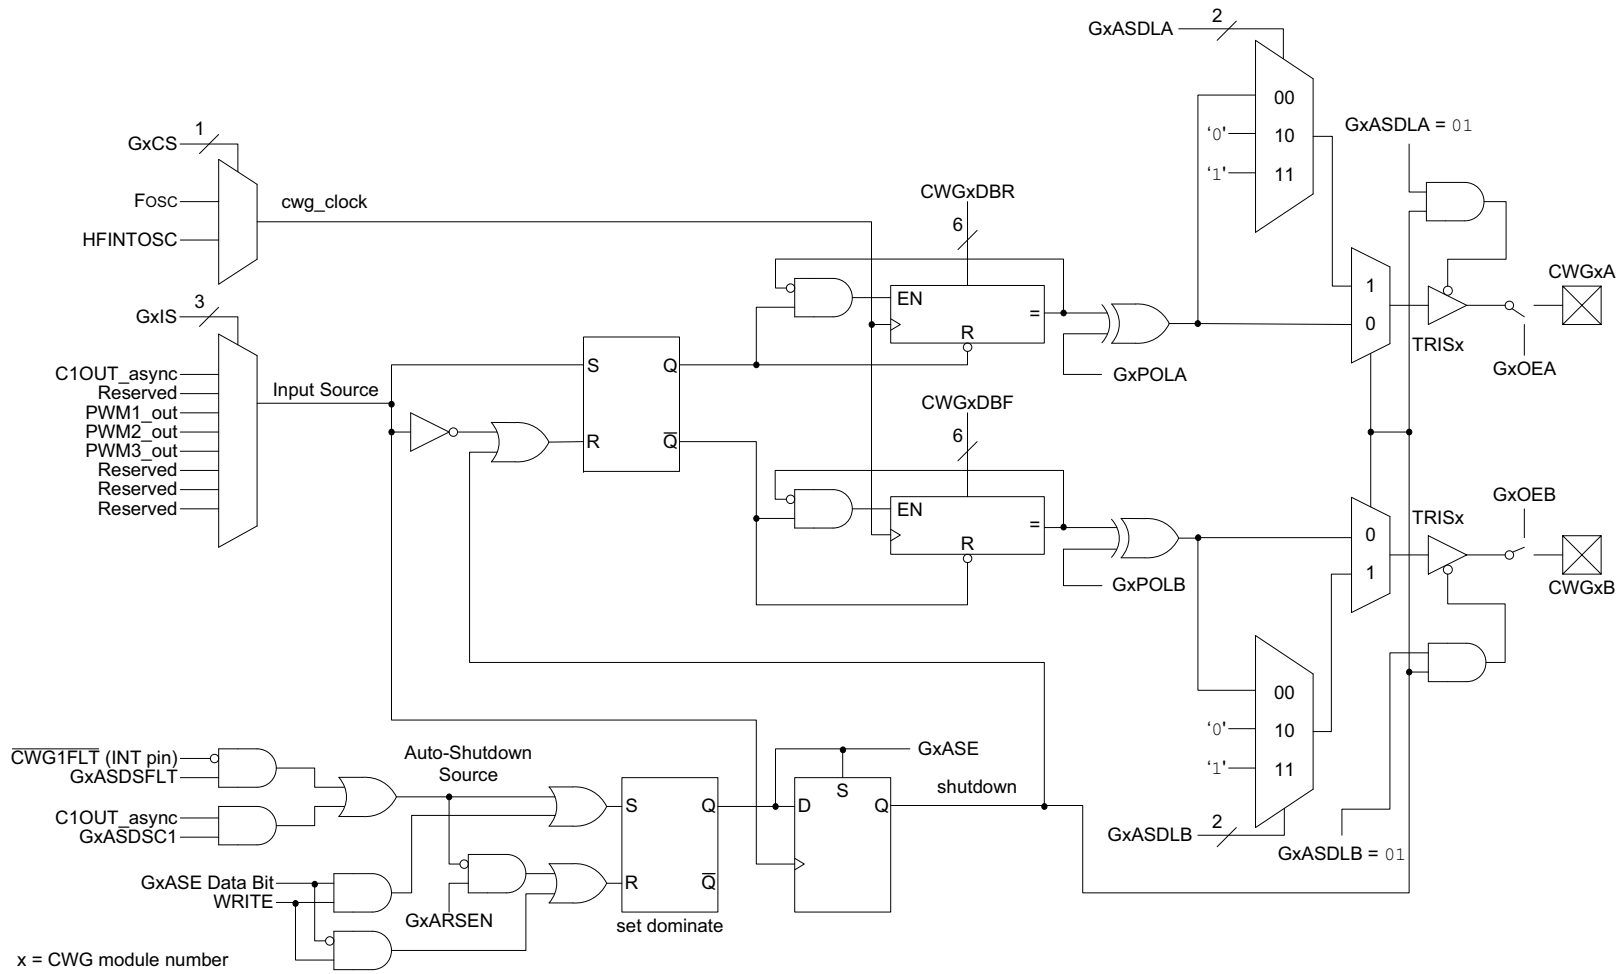 GxASDLA
2
00
‘0’
10
‘1’
11
GxASDLA = 01
GxCS
1
FOSC
HFINTOSC
cwg_clock
CWGxDBR
6
EN
=
R
GxPOLA
1
0
TRISx
CWGxA
GxOEA
GxIS
3
C1OUT_async
Reserved
PWM1_out
PWM2_out
PWM3_out
Reserved
Reserved
Reserved
Input Source
S
Q
R
Q
CWGxDBF
6
EN
=
R
GxPOLB
0
1
TRISx
GxOEB
CWGxB
00
‘0’
10
‘1’
11
GxASDLB
2
GxASDLB = 01
CWG1FLT (INT pin)
GxASDSFLT
C1OUT_async
GxASDSC1
Auto-Shutdown
Source
GxASE Data Bit
WRITE
GxARSEN
S
Q
R
Q
set dominate
GxASE
S
D
Q
shutdown
x = CWG module number